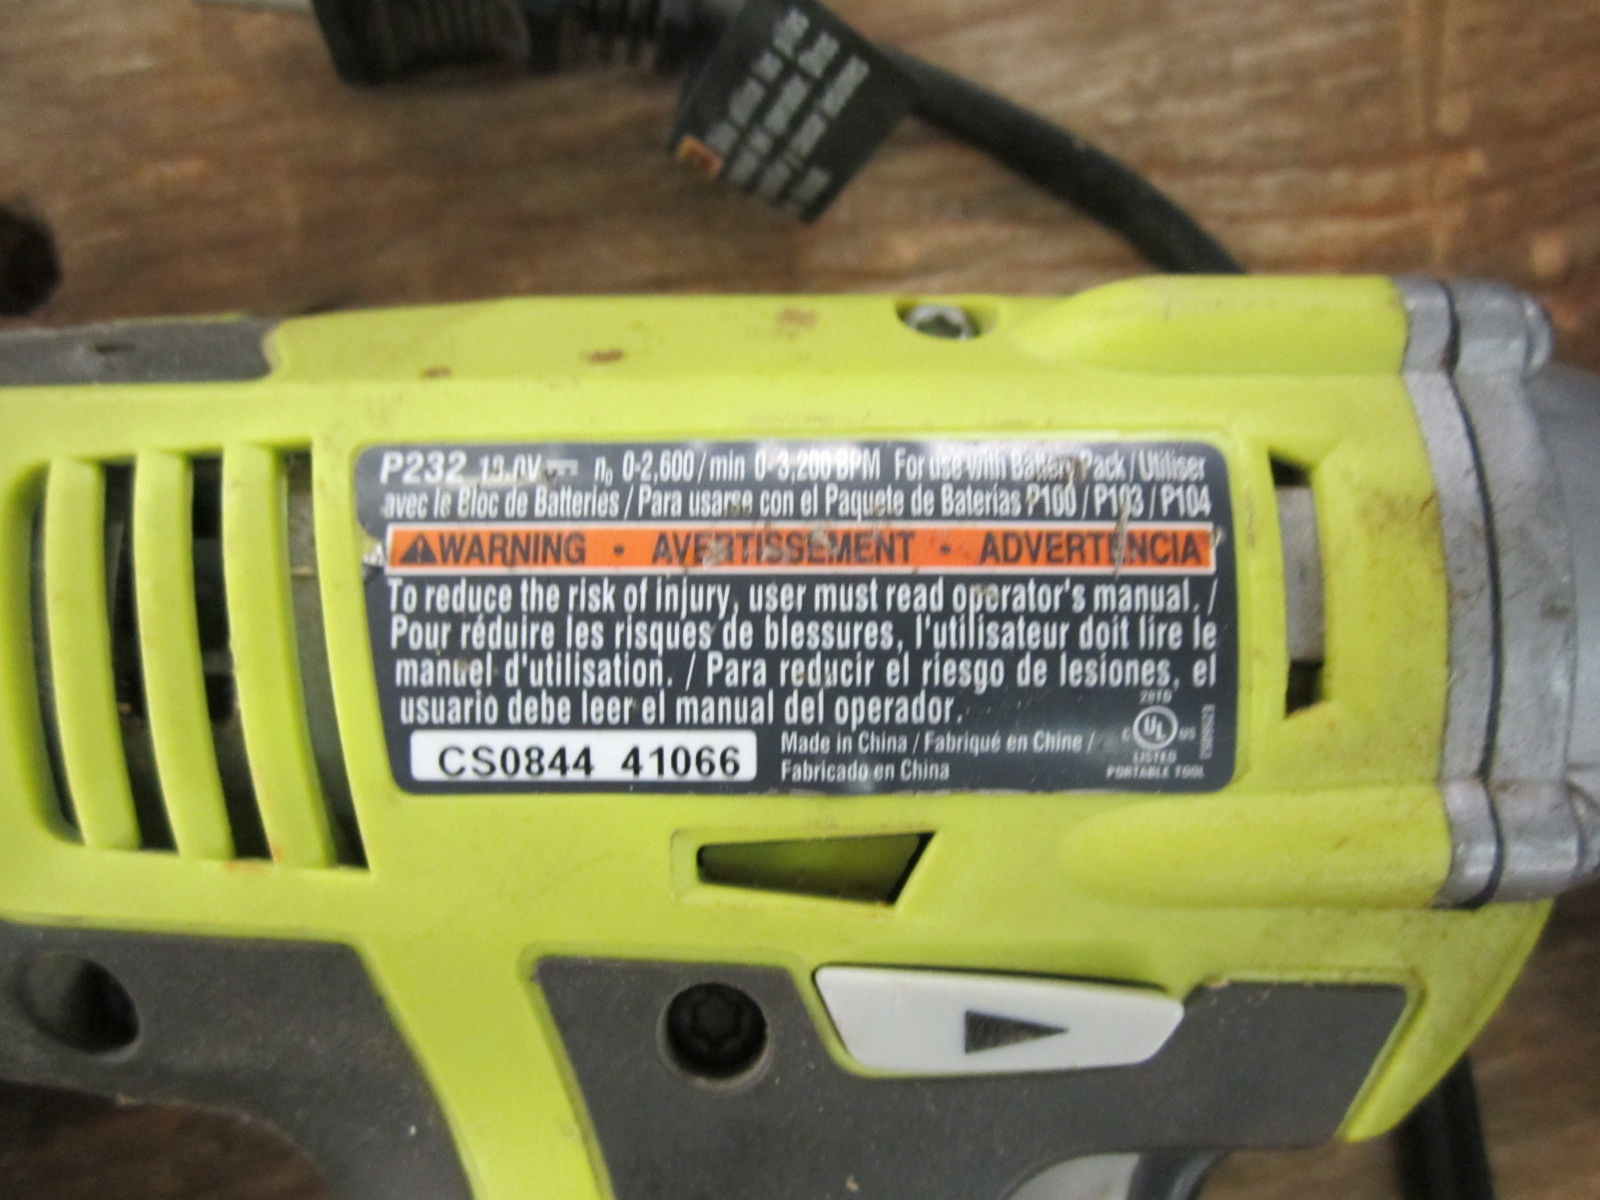 P232 18.0V n₀ 0-2,600/min 0-3,200 BPM For use with Battery Pack / Utiliser
avec le Bloc de Batteries / Para usarse con el Paquete de Baterías P100 / P103 / P104
WARNING • AVERTISSEMENT • ADVERTENCIA
To reduce the risk of injury, user must read operator's manual. /
Pour réduire les risques de blessures, l'utilisateur doit lire le
manuel d'utilisation. / Para reducir el riesgo de lesiones, el
usuario debe leer el manual del operador.
CS0844 41066
Made in China / Fabriqué en Chine /
Fabricado en China
C UL US
LISTED
PORTABLE TOOL